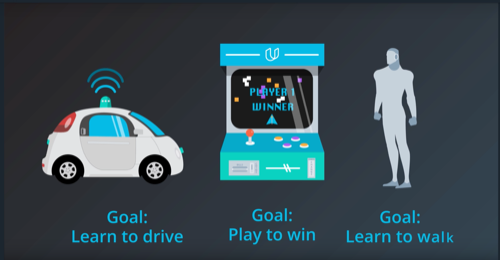 PLAYER 1
WINNER
Goal:
Learn to drive
Goal:
Play to win
Goal:
Learn to walk